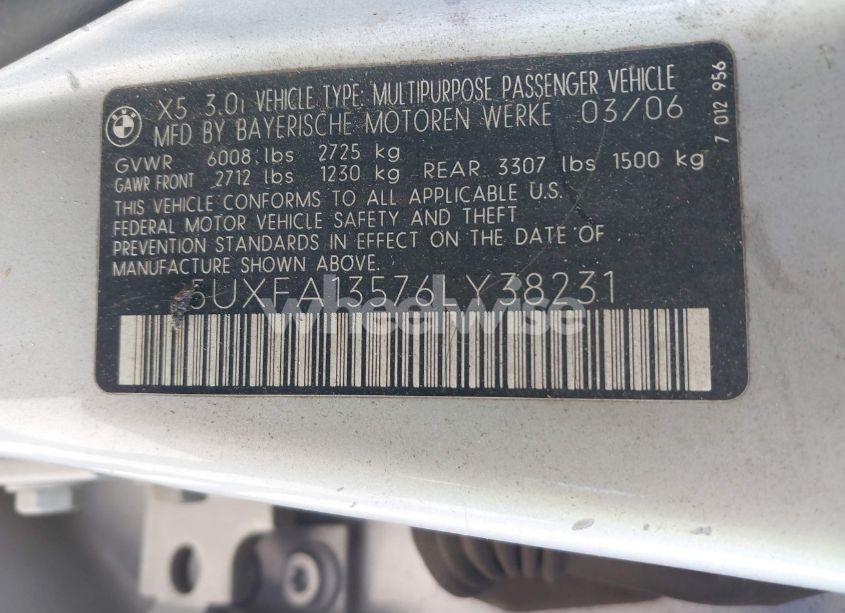 X5 3.0i VEHICLE TYPE: MULTIPURPOSE PASSENGER VEHICLE
MFD BY BAYERISCHE MOTOREN WERKE 03/06
GVWR 6008 lbs 2725 kg
GAWR FRONT 2712 lbs 1230 kg REAR 3307 lbs 1500 kg
THIS VEHICLE CONFORMS TO ALL APPLICABLE U.S.
FEDERAL MOTOR VEHICLE SAFETY AND THEFT
PREVENTION STANDARDS IN EFFECT ON THE DATE OF
MANUFACTURE SHOWN ABOVE.
5UXFA13576LY38231
7 012 956
BMW
wheelwise